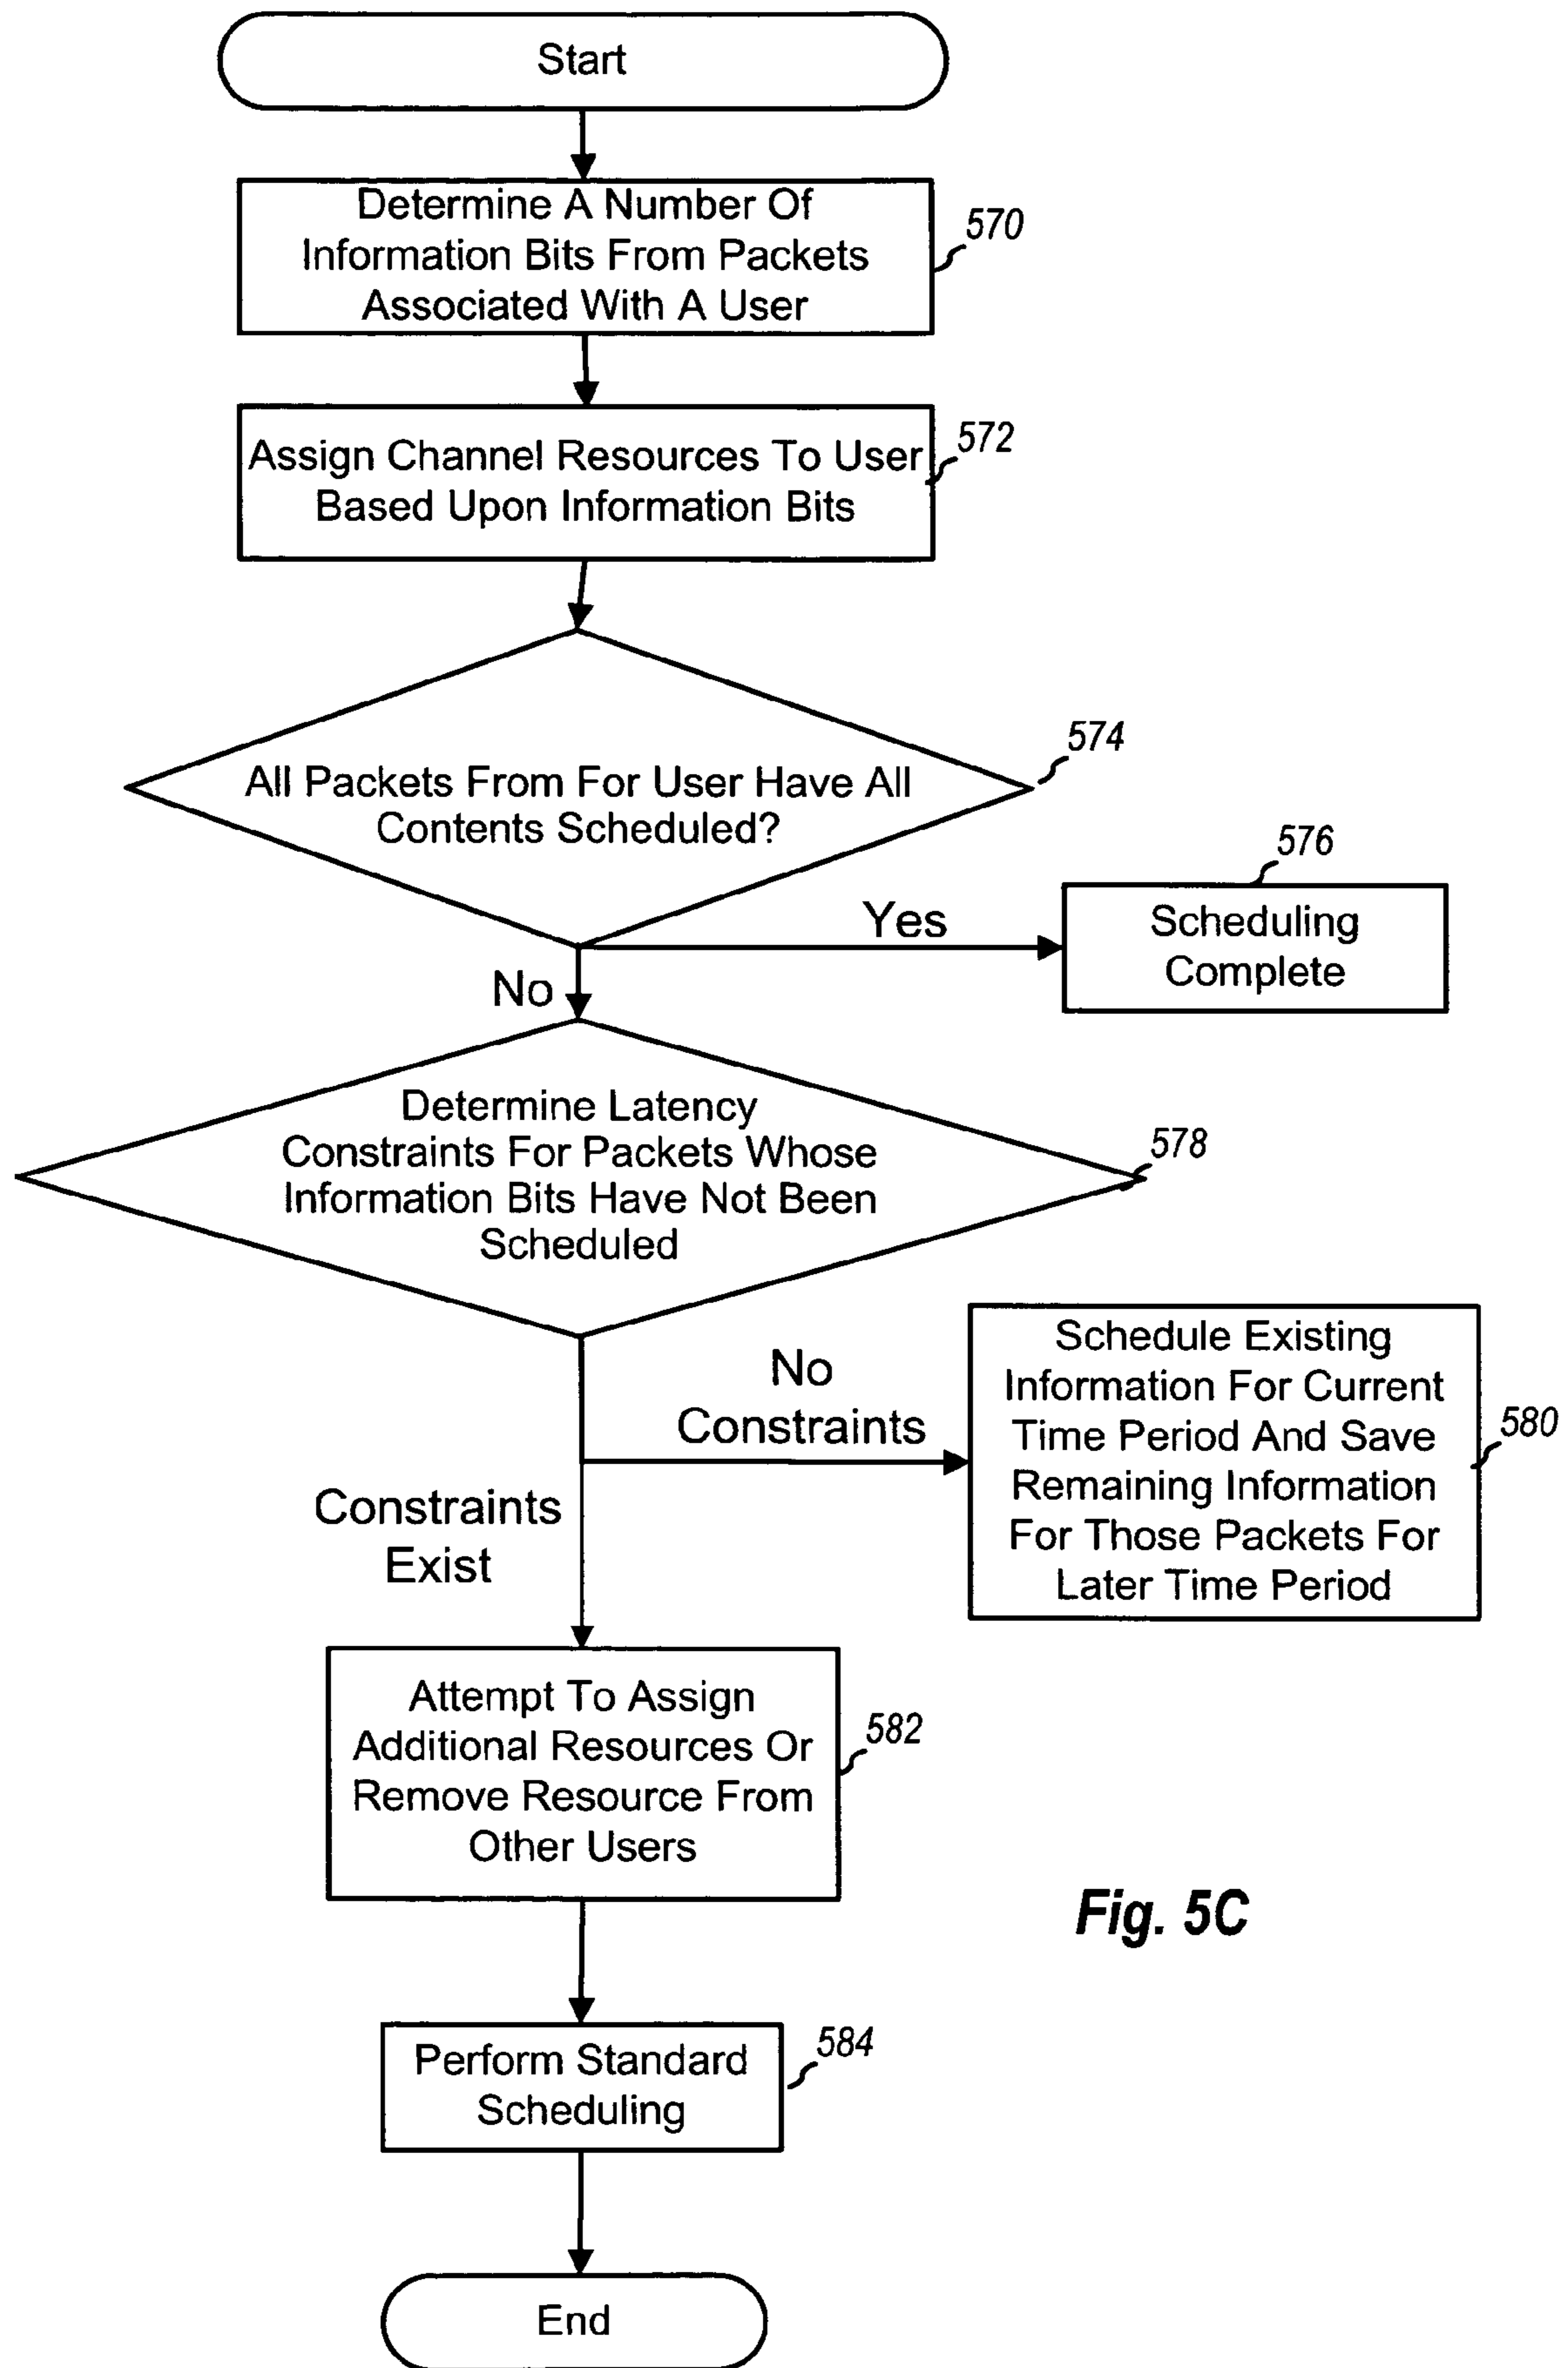 Start
Determine A Number Of
Information Bits From Packets
Associated With A User
570
Assign Channel Resources To User
Based Upon Information Bits
572
All Packets From For User Have All
Contents Scheduled?
574
576
Yes
Scheduling
Complete
No
Determine Latency
Constraints For Packets Whose
Information Bits Have Not Been
Scheduled
578
No
Constraints
Schedule Existing
Information For Current
Time Period And Save
Remaining Information
For Those Packets For
Later Time Period
580
Constraints
Exist
Attempt To Assign
Additional Resources Or
Remove Resource From
Other Users
582
Fig. 5C
Perform Standard
Scheduling
584
End